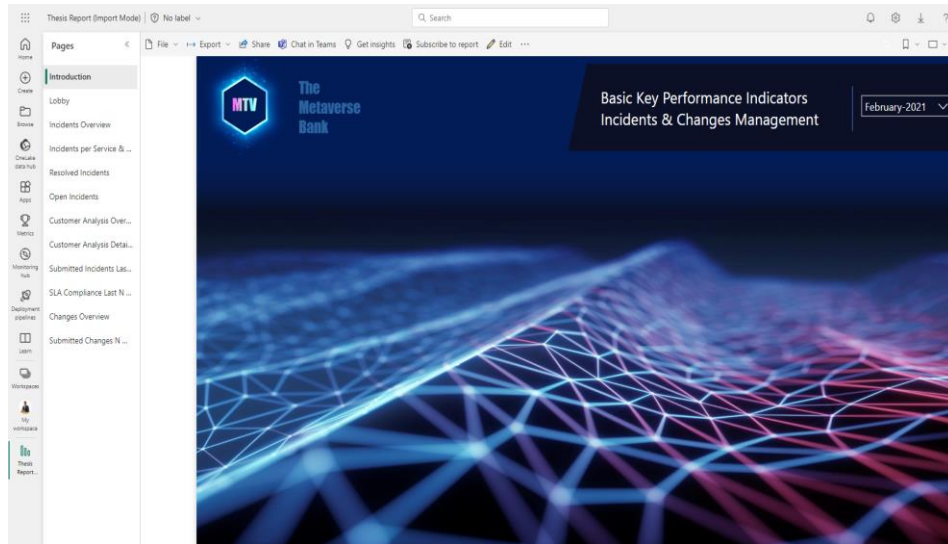 Thesis Report (Import Mode) | No label
Search
Home
Create
Browse
OneLake
data hub
Apps
Metrics
Monitoring
hub
Deployment
pipelines
Learn
Workspaces
My
workspace
Thesis
Report...
Pages
Introduction
Lobby
Incidents Overview
Incidents per Service & ...
Resolved Incidents
Open Incidents
Customer Analysis Over...
Customer Analysis Detai...
Submitted Incidents Las...
SLA Compliance Last N ...
Changes Overview
Submitted Changes N ...
File Export Share Chat in Teams Get insights Subscribe to report Edit ...
MTV
The
Metaverse
Bank
Basic Key Performance Indicators
Incidents & Changes Management
February-2021